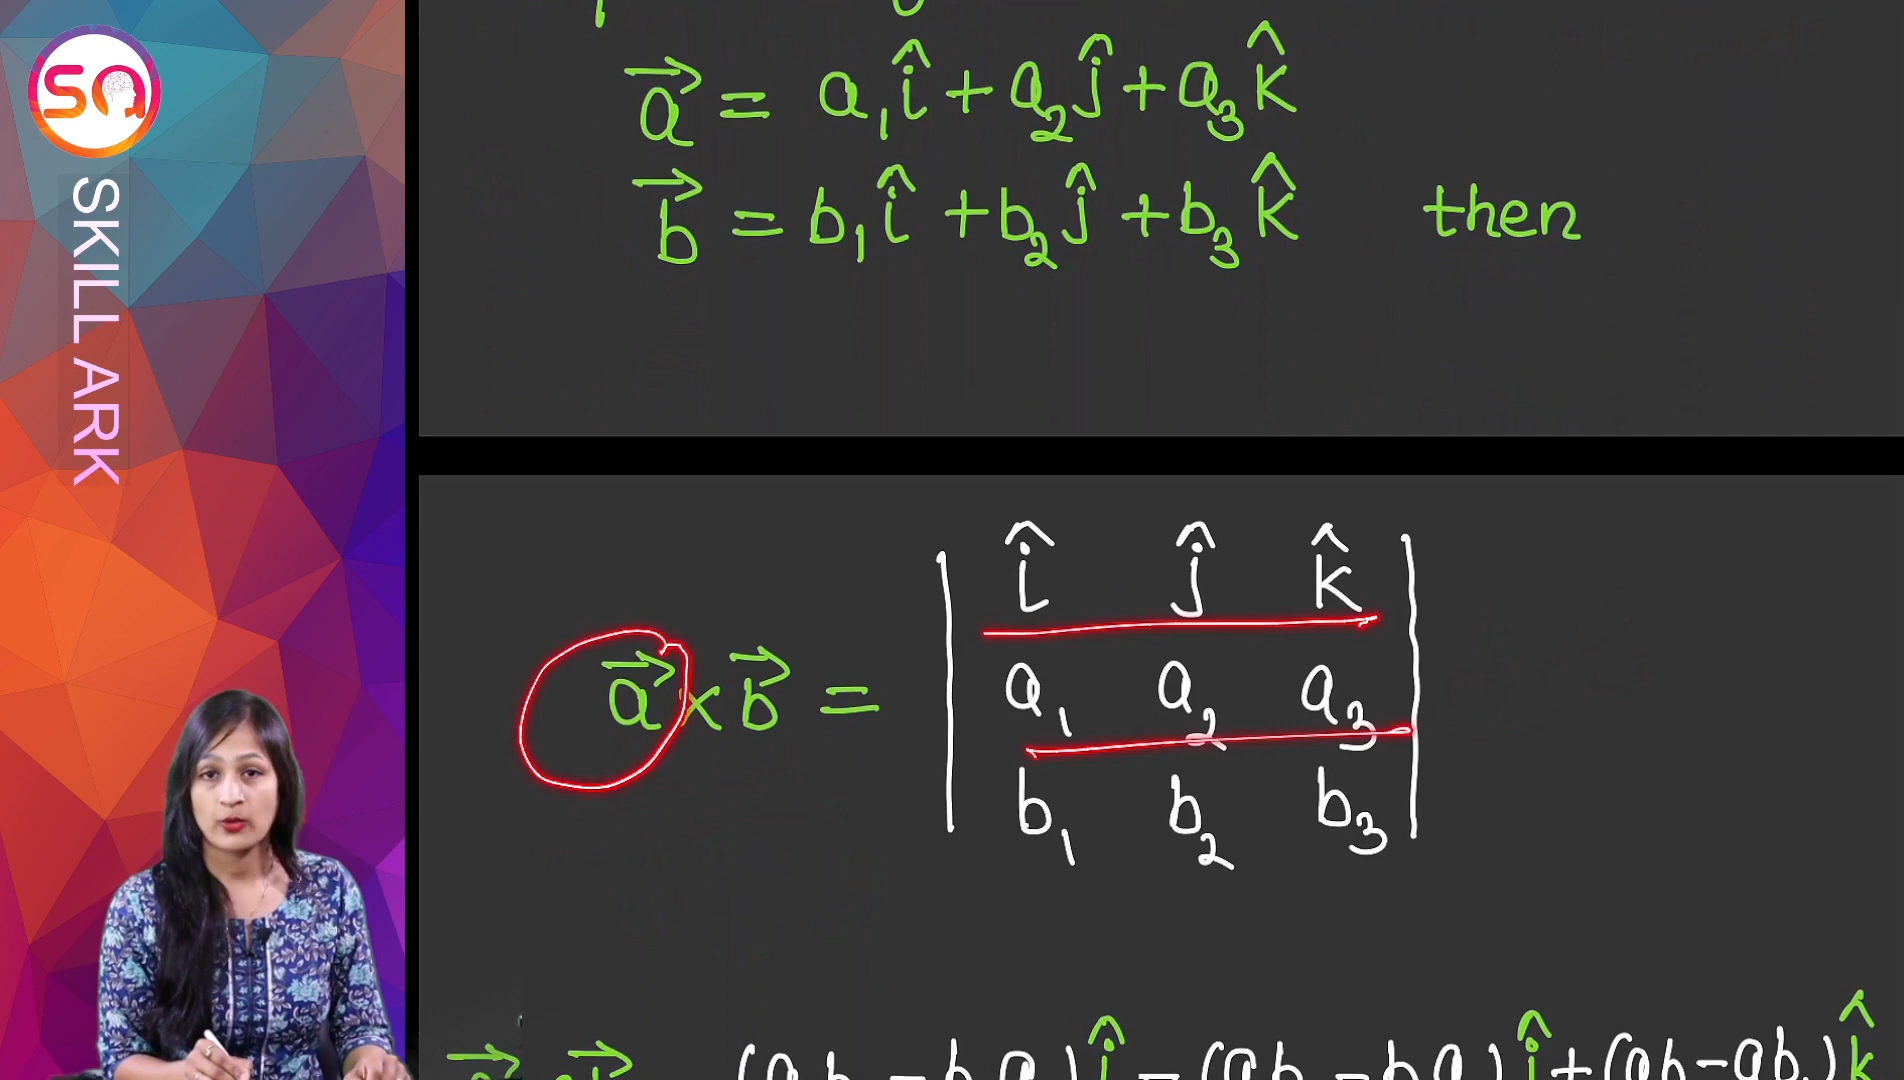 SKILL ARK
a⃗ = a₁î + a₂ĵ + a₃k̂
b⃗ = b₁î + b₂ĵ + b₃k̂ then
a⃗ × b⃗ =
î ĵ k̂
a₁ a₂ a₃
b₁ b₂ b₃